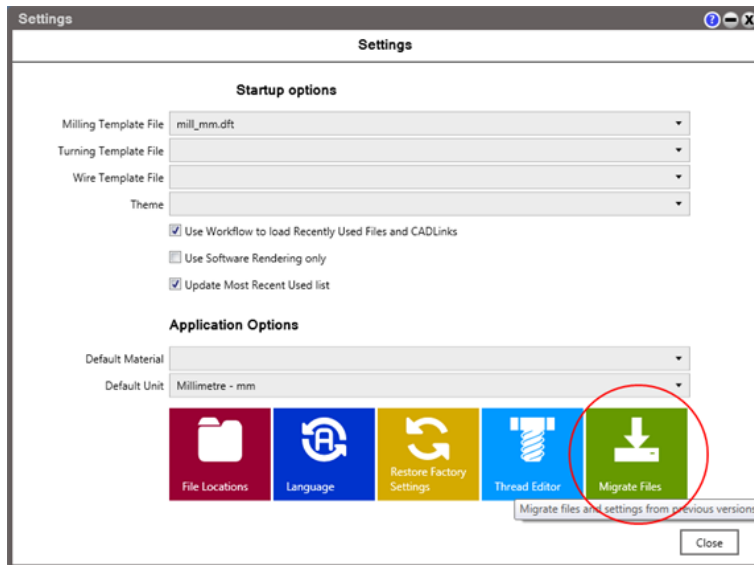 Settings
Settings
Startup options
Milling Template File mill_mm.dft
Turning Template File
Wire Template File
Theme
Use Workflow to load Recently Used Files and CADLinks
Use Software Rendering only
Update Most Recent Used list
Application Options
Default Material
Default Unit Millimetre - mm
File Locations
Language
Restore Factory
Settings
Thread Editor
Migrate Files
Migrate files and settings from previous versions
Close